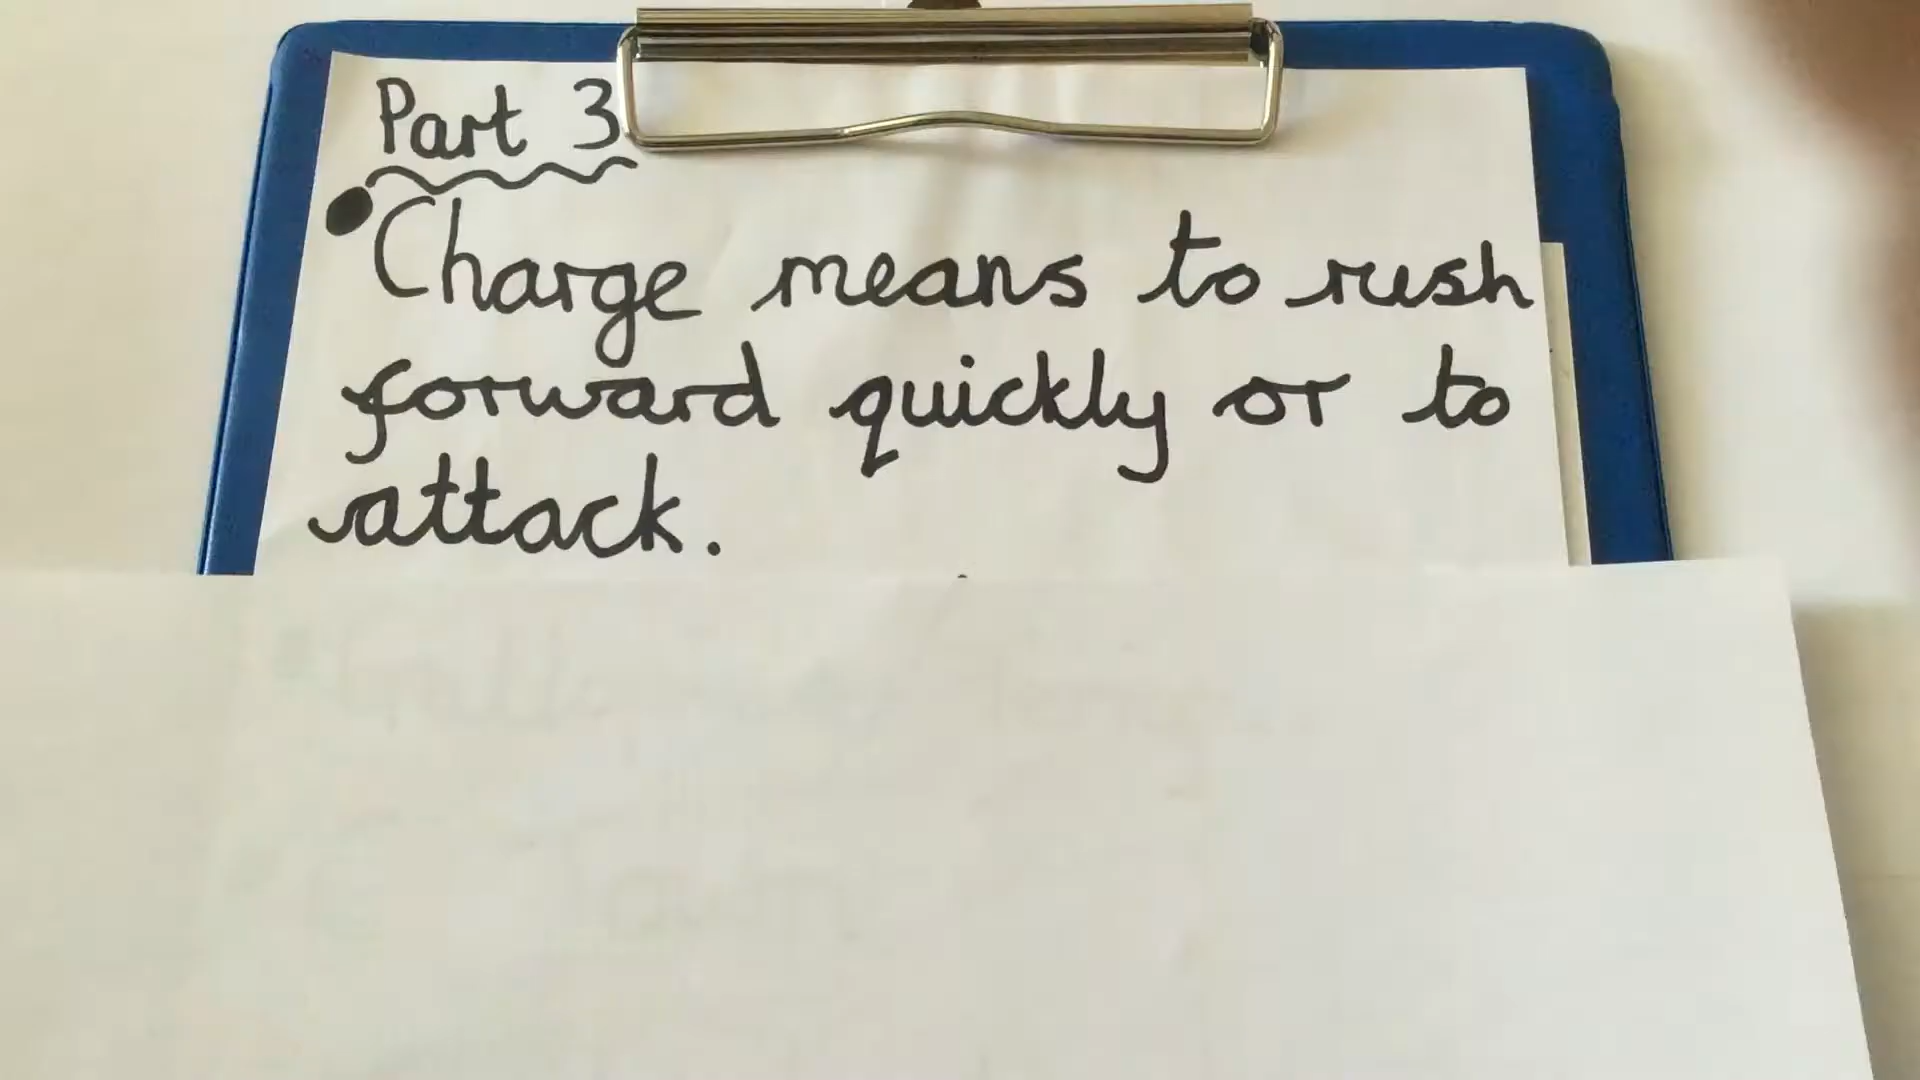 Part 3
Charge means to rush
forward quickly or to
attack.